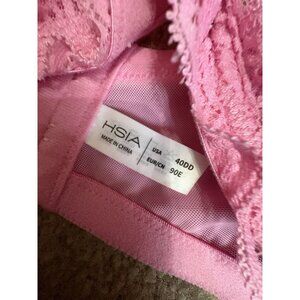 HSIA
MADE IN CHINA
USA 40DD
EUR/CN 90E